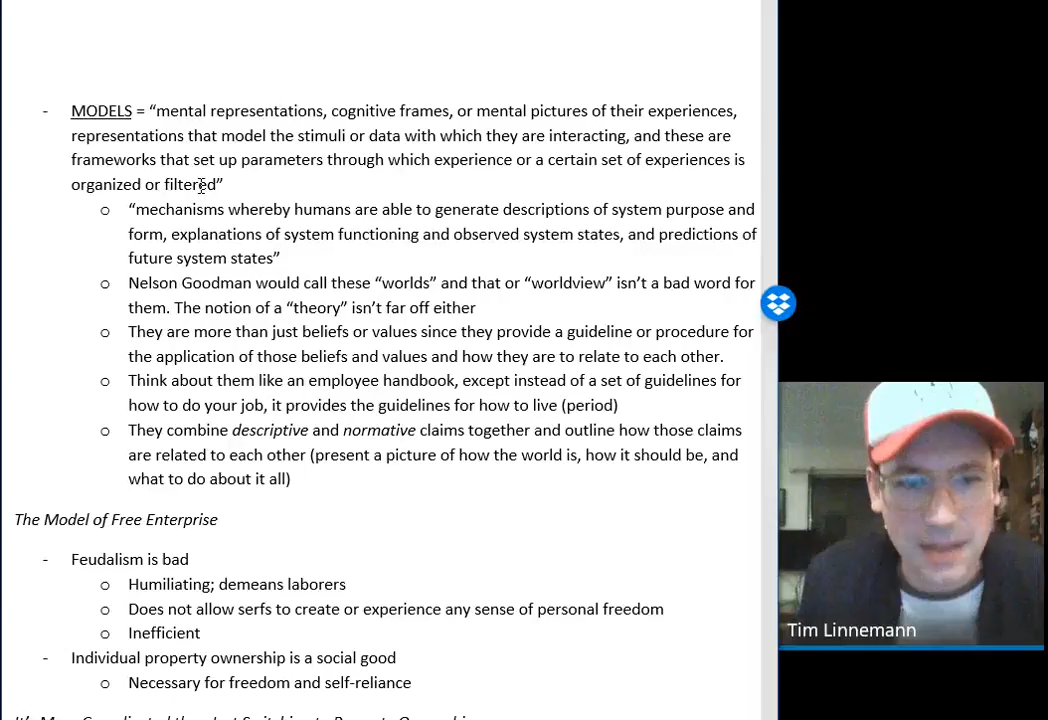 - MODELS = “mental representations, cognitive frames, or mental pictures of their experiences,
representations that model the stimuli or data with which they are interacting, and these are
frameworks that set up parameters through which experience or a certain set of experiences is
organized or filtered”
o “mechanisms whereby humans are able to generate descriptions of system purpose and
form, explanations of system functioning and observed system states, and predictions of
future system states”
o Nelson Goodman would call these “worlds” and that or “worldview” isn’t a bad word for
them. The notion of a “theory” isn’t far off either
o They are more than just beliefs or values since they provide a guideline or procedure for
the application of those beliefs and values and how they are to relate to each other.
o Think about them like an employee handbook, except instead of a set of guidelines for
how to do your job, it provides the guidelines for how to live (period)
o They combine descriptive and normative claims together and outline how those claims
are related to each other (present a picture of how the world is, how it should be, and
what to do about it all)
The Model of Free Enterprise
- Feudalism is bad
o Humiliating; demeans laborers
o Does not allow serfs to create or experience any sense of personal freedom
o Inefficient
- Individual property ownership is a social good
o Necessary for freedom and self-reliance
Tim Linnemann